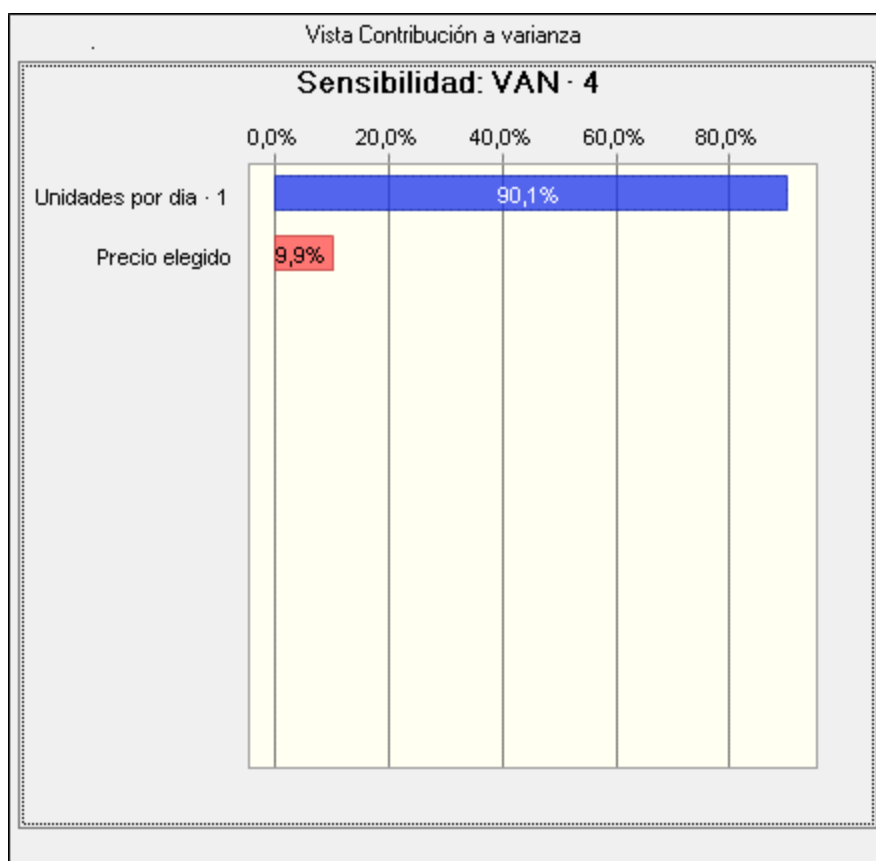 Vista Contribución a varianza
Sensibilidad: VAN · 4
0,0% 20,0% 40,0% 60,0% 80,0%
Unidades por dia · 1 90,1%
Precio elegido 9,9%